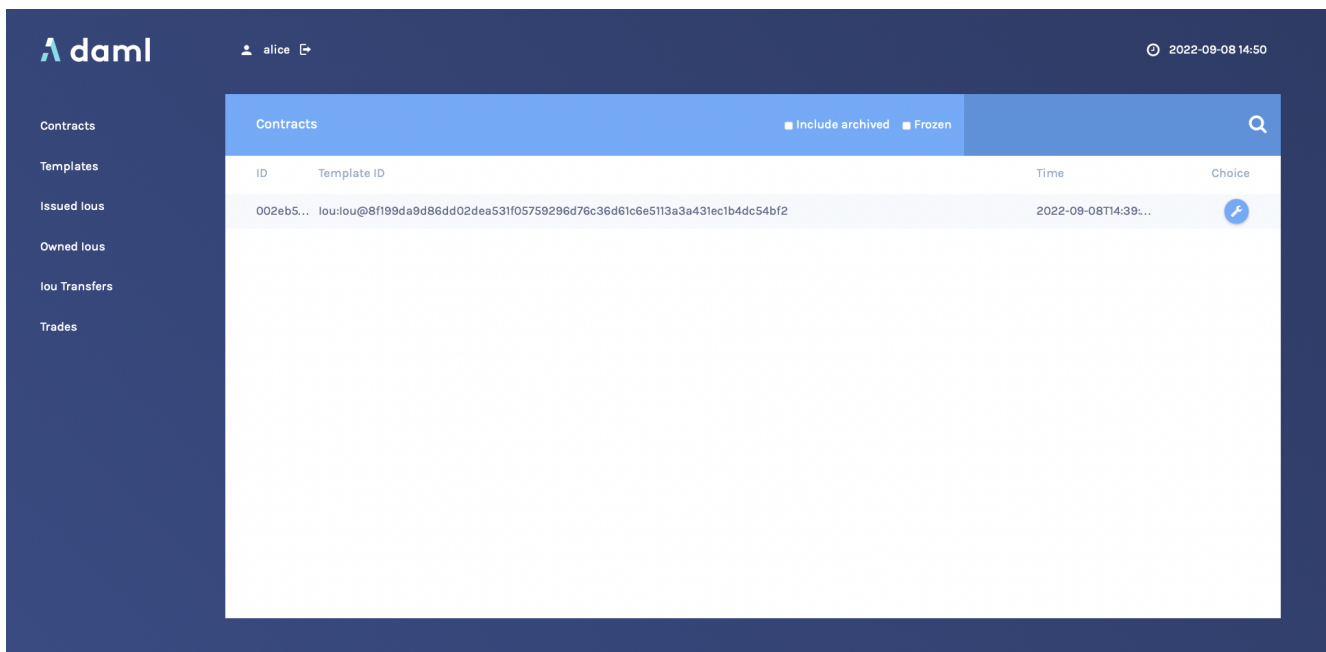 daml
alice
2022-09-08 14:50
Contracts
Templates
Issued Ious
Owned Ious
Iou Transfers
Trades
Contracts
Include archived
Frozen
ID Template ID Time Choice
002eb5... Iou:Iou@8f199da9d86dd02dea531f05759296d76c36d61c6e5113a3a431ec1b4dc54bf2 2022-09-08T14:39:...